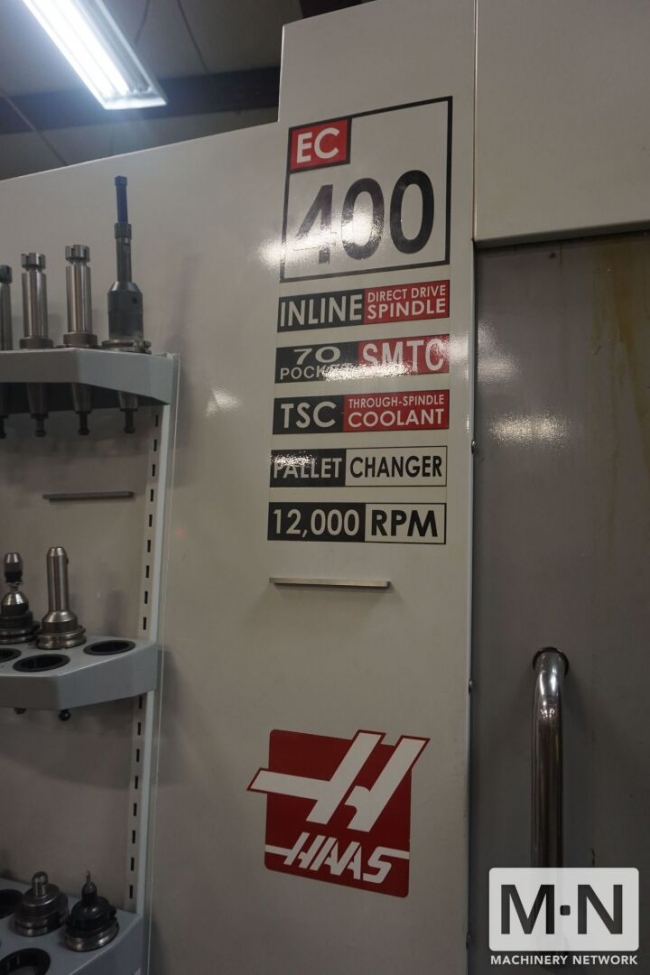 EC
400
INLINE DIRECT DRIVE SPINDLE
70 POCKET SMTC
TSC THROUGH-SPINDLE COOLANT
PALLET CHANGER
12,000 RPM
HAAS
M·N
MACHINERY NETWORK